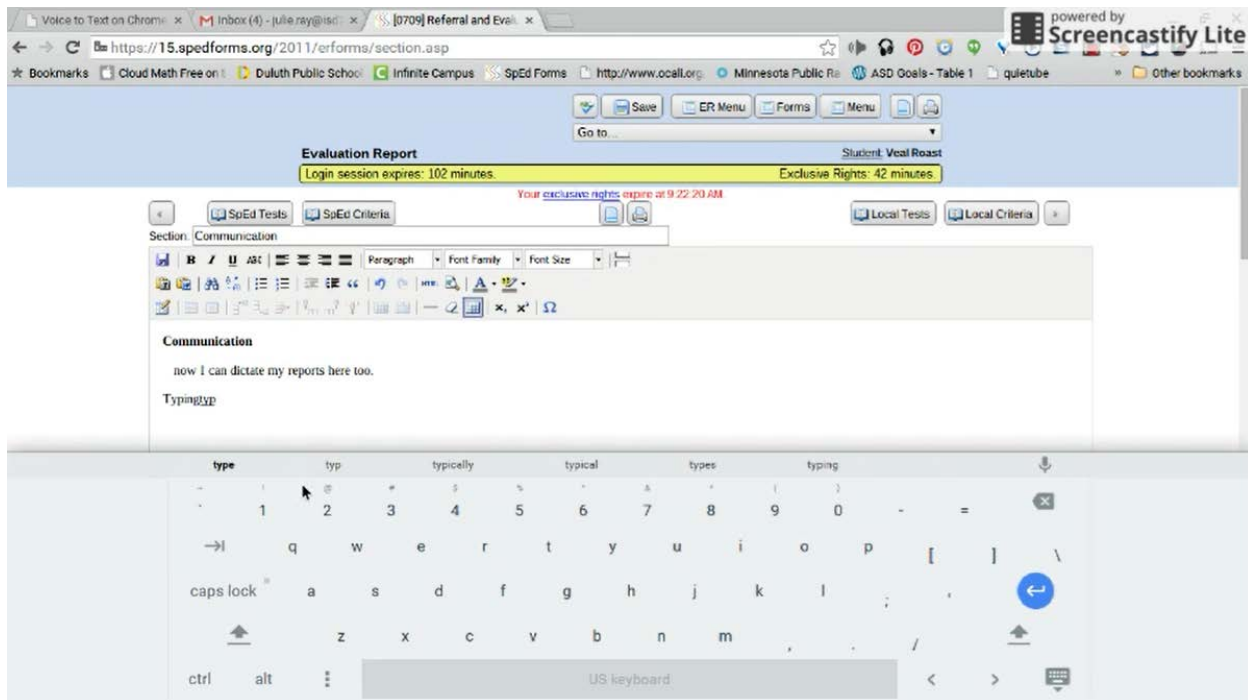 Voice to Text on Chrome × Inbox (4) - julie.ray@isd × [0709] Referral and Eval ×
powered by
Screencastify Lite
https://15.spedforms.org/2011/erforms/section.asp
Bookmarks Cloud Math Free on t Duluth Public School Infinite Campus SpEd Forms http://www.ocali.org. Minnesota Public Ra ASD Goals - Table 1 quietube » Other bookmarks
Save ER Menu Forms Menu
Go to...
Evaluation Report Student: Veal Roast
Login session expires: 102 minutes. Exclusive Rights: 42 minutes.
Your exclusive rights expire at 9:22:20 AM
SpEd Tests SpEd Criteria Local Tests Local Criteria
Section: Communication
B I U ABC Paragraph Font Family Font Size
HTML A
x, x² Ω
Communication
now I can dictate my reports here too.
Typingtyp
type typ typically typical types typing
1 2 3 4 5 6 7 8 9 0 - =
q w e r t y u i o p [ ] \
caps lock a s d f g h j k l ; '
z x c v b n m , . /
ctrl alt US keyboard < >